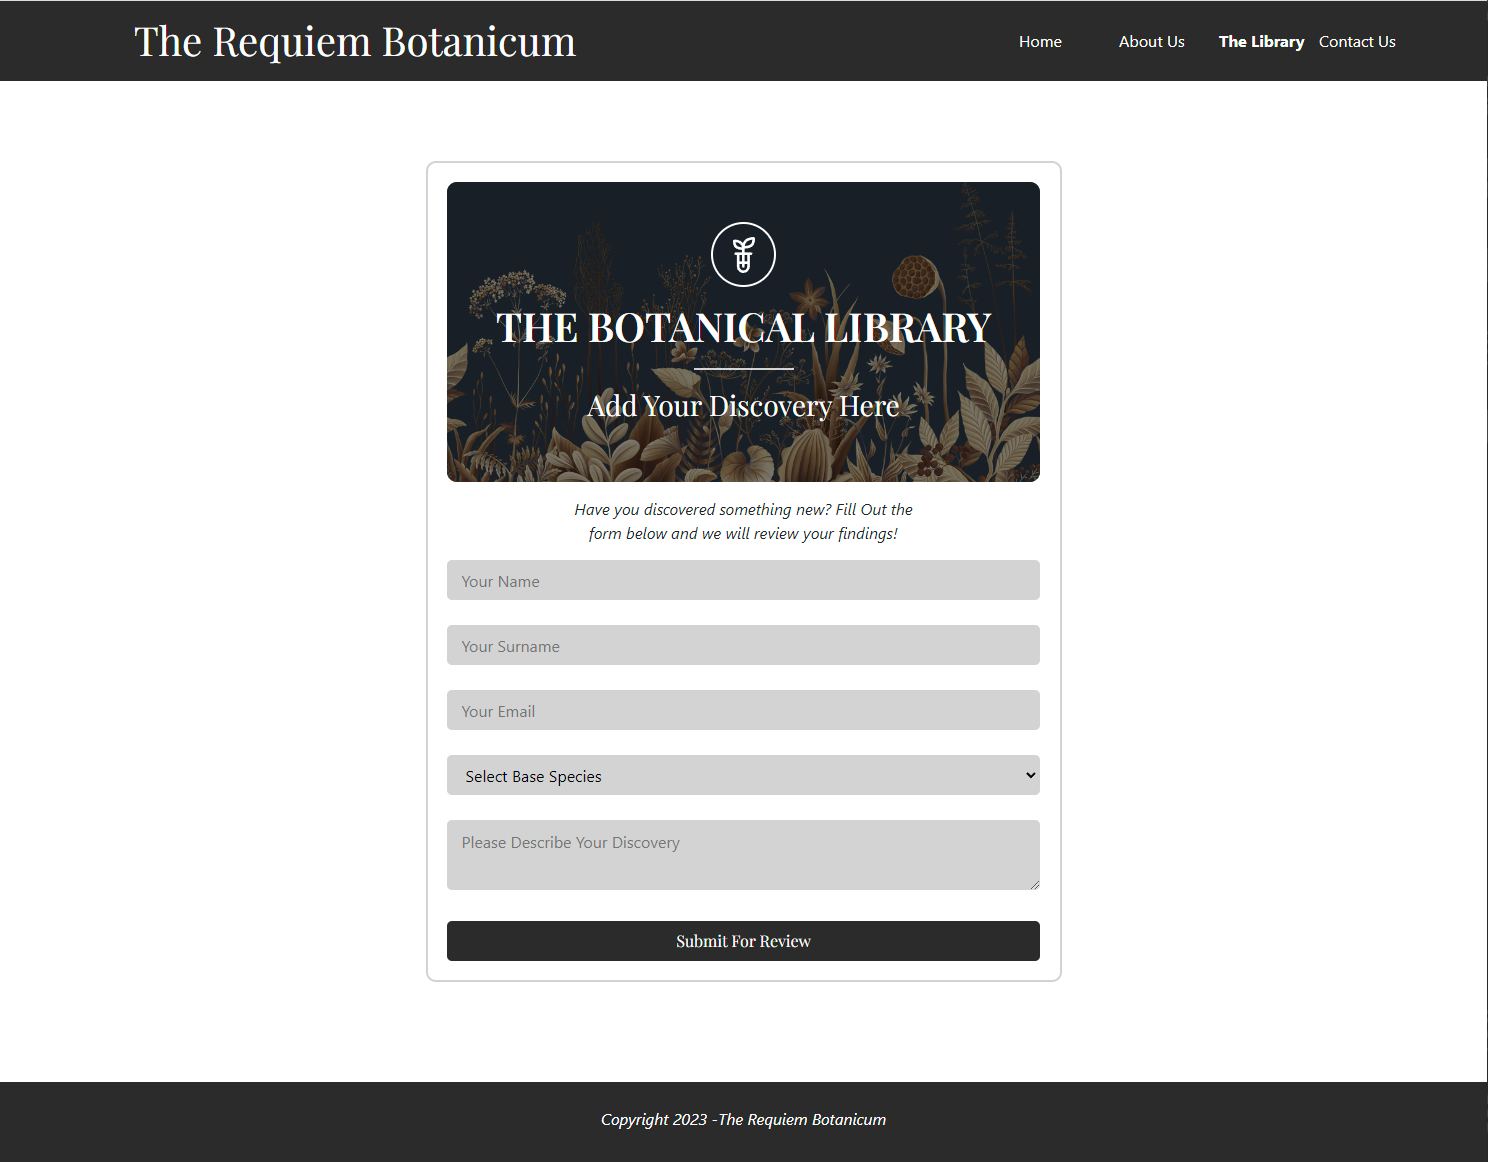 The Requiem Botanicum
Home About Us The Library Contact Us
THE BOTANICAL LIBRARY
Add Your Discovery Here
Have you discovered something new? Fill Out the
form below and we will review your findings!
Your Name
Your Surname
Your Email
Select Base Species
Please Describe Your Discovery
Submit For Review
Copyright 2023 -The Requiem Botanicum